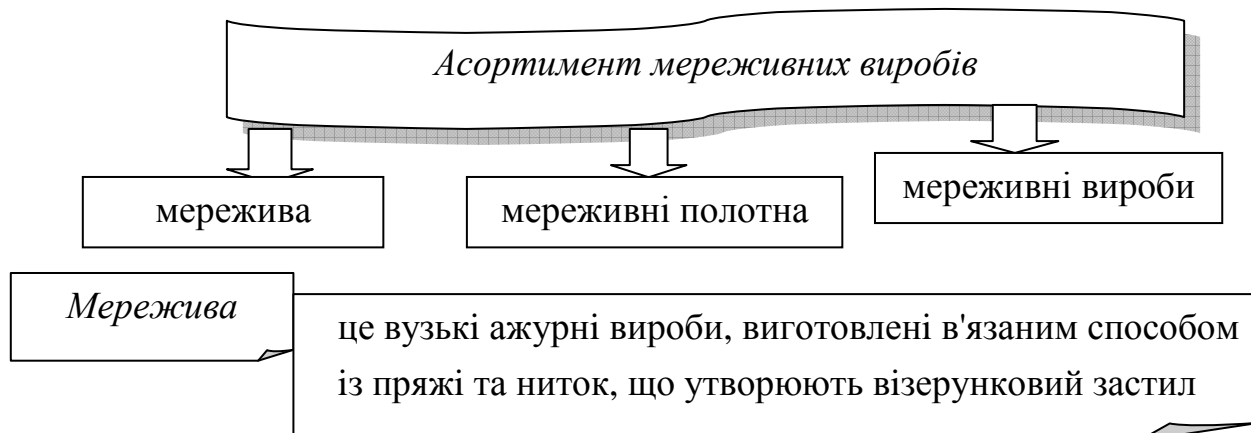 Асортимент мереживних виробів
мережива
мереживні полотна
мереживні вироби
Мережива
це вузькі ажурні вироби, виготовлені в'язаним способом
із пряжі та ниток, що утворюють візерунковий застил